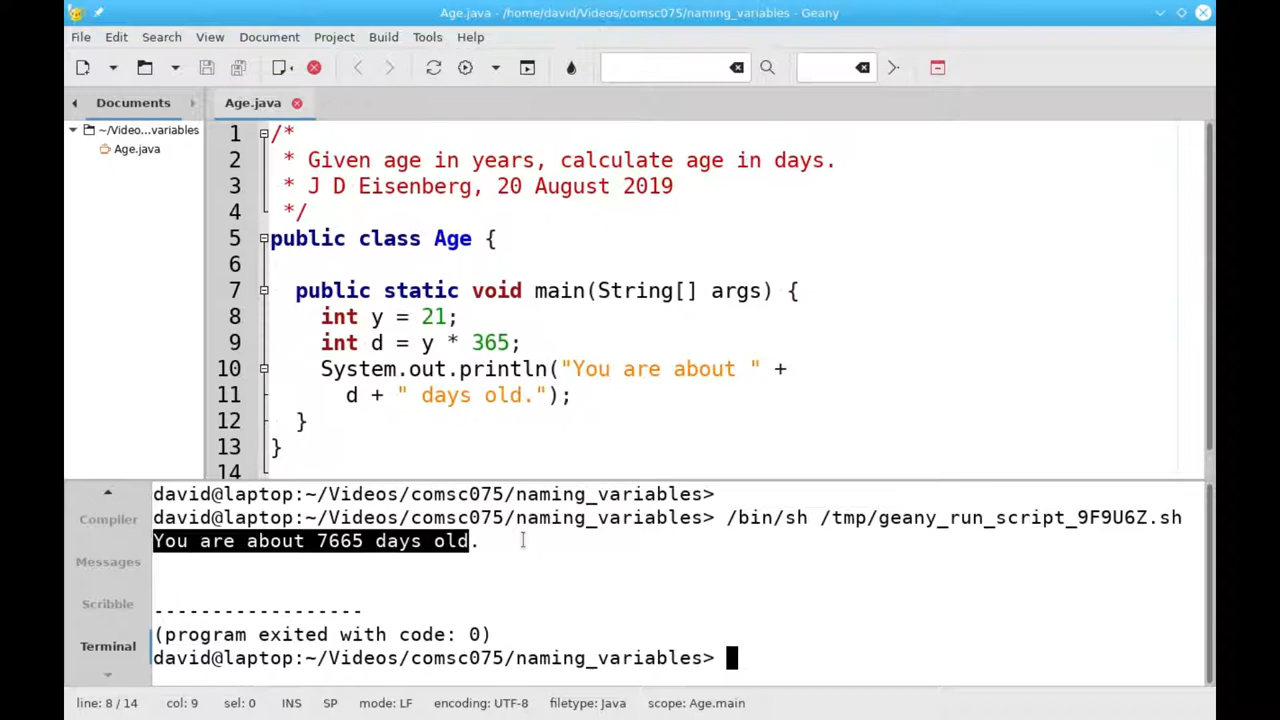 Age.java - /home/david/Videos/comsc075/naming_variables - Geany
File Edit Search View Document Project Build Tools Help
Documents
Age.java
~/Video...variables
Age.java
1 /*
2  * Given age in years, calculate age in days.
3  * J D Eisenberg, 20 August 2019
4  */
5 public class Age {
6
7   public static void main(String[] args) {
8     int y = 21;
9     int d = y * 365;
10     System.out.println("You are about " +
11       d + " days old.");
12   }
13 }
14
Compiler
Messages
Scribble
Terminal
david@laptop:~/Videos/comsc075/naming_variables>
david@laptop:~/Videos/comsc075/naming_variables> /bin/sh /tmp/geany_run_script_9F9U6Z.sh
You are about 7665 days old.
------------------
(program exited with code: 0)
david@laptop:~/Videos/comsc075/naming_variables>
line: 8 / 14 col: 9 sel: 0 INS SP mode: LF encoding: UTF-8 filetype: Java scope: Age.main